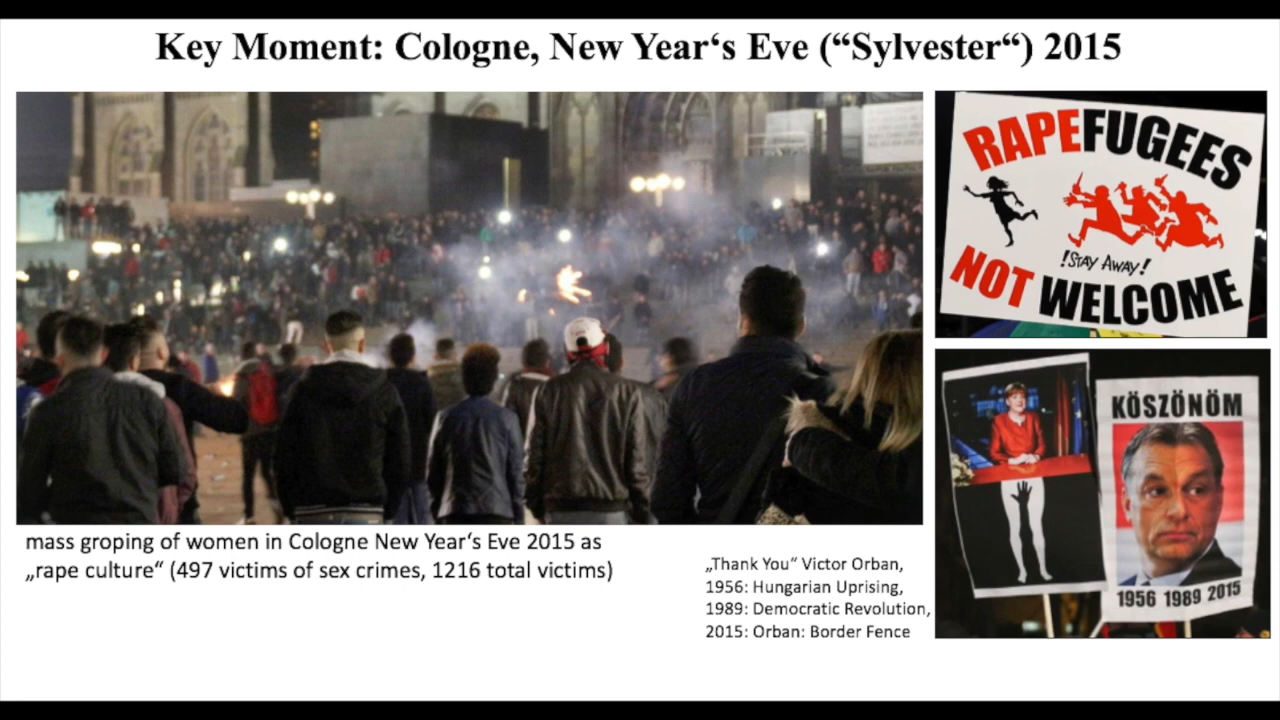 Key Moment: Cologne, New Year‘s Eve (“Sylvester“) 2015
RAPEFUGEES
!STAY AWAY!
NOT WELCOME
KÖSZÖNÖM
1956 1989 2015
mass groping of women in Cologne New Year‘s Eve 2015 as
„rape culture“ (497 victims of sex crimes, 1216 total victims)
„Thank You“ Victor Orban,
1956: Hungarian Uprising,
1989: Democratic Revolution,
2015: Orban: Border Fence